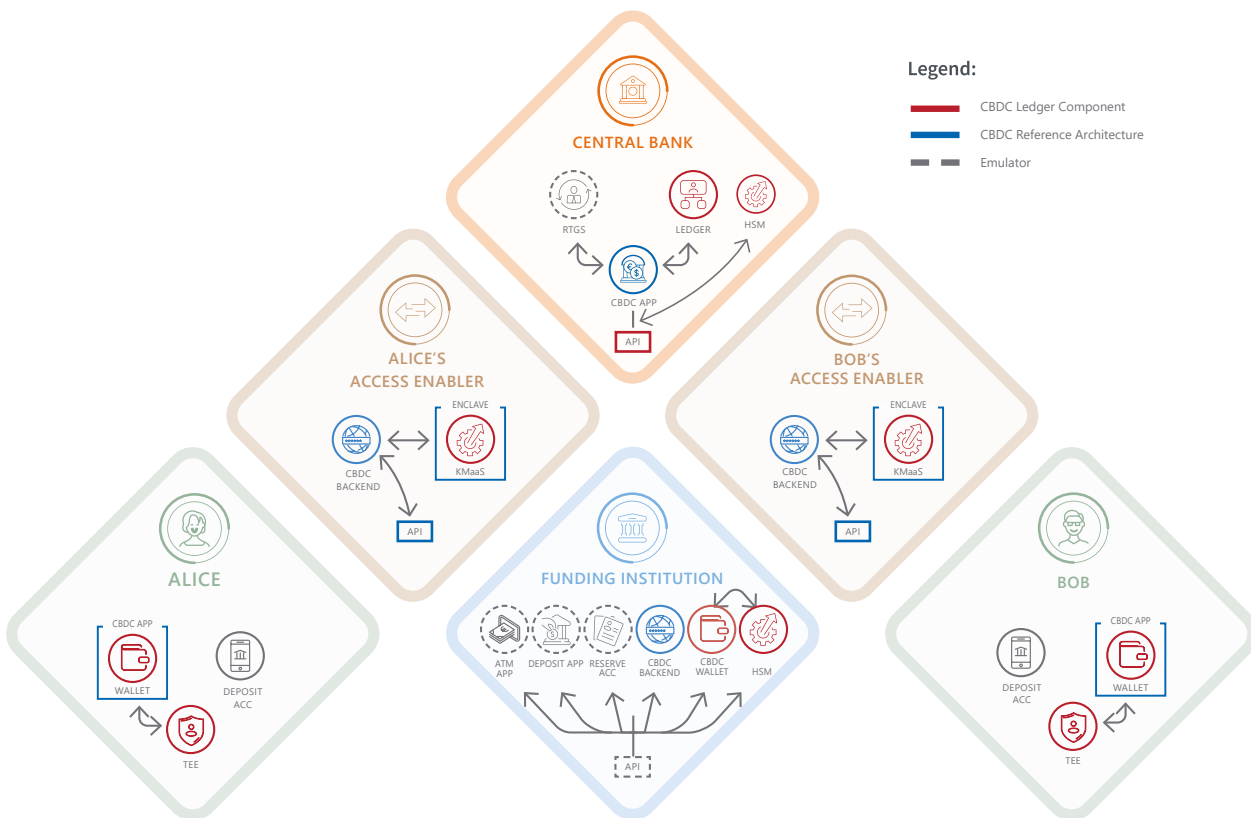 Legend:
CBDC Ledger Component
CBDC Reference Architecture
Emulator
CENTRAL BANK
RTGS
LEDGER
HSM
CBDC APP
API
ALICE'S
ACCESS ENABLER
ENCLAVE
CBDC
BACKEND
KMaaS
API
BOB'S
ACCESS ENABLER
ENCLAVE
CBDC
BACKEND
KMaaS
API
ALICE
CBDC APP
WALLET
DEPOSIT
ACC
TEE
FUNDING INSTITUTION
ATM
APP
DEPOSIT APP
RESERVE
ACC
CBDC
BACKEND
CBDC
WALLET
HSM
API
BOB
DEPOSIT
ACC
CBDC APP
WALLET
TEE